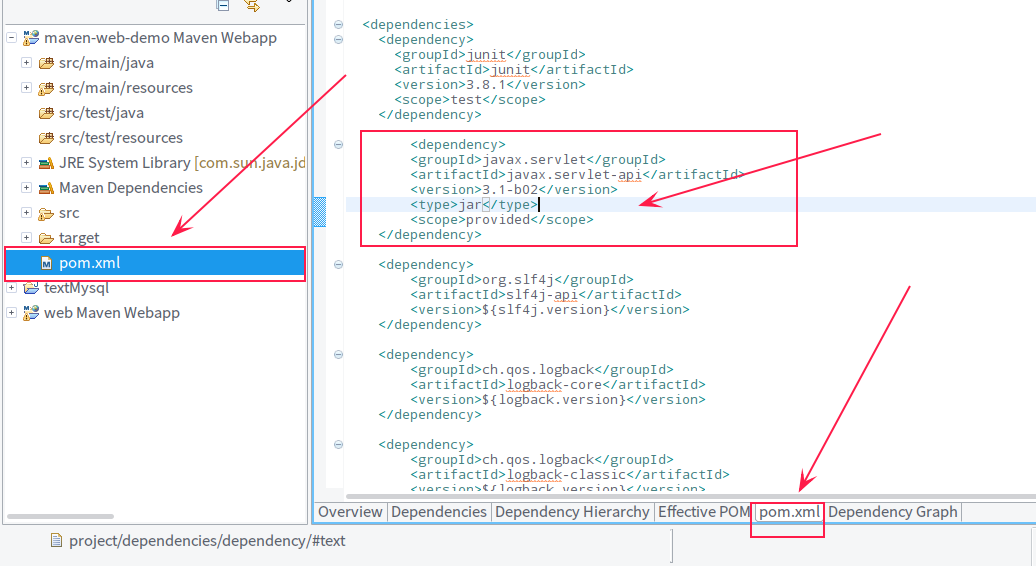 maven-web-demo Maven Webapp
src/main/java
src/main/resources
src/test/java
src/test/resources
JRE System Library [com.sun.java.jd
Maven Dependencies
src
target
pom.xml
textMysql
web Maven Webapp
<dependencies>
<dependency>
<groupId>junit</groupId>
<artifactId>junit</artifactId>
<version>3.8.1</version>
<scope>test</scope>
</dependency>
<dependency>
<groupId>javax.servlet</groupId>
<artifactId>javax.servlet-api</artifactId>
<version>3.1-b02</version>
<type>jar</type>
<scope>provided</scope>
</dependency>
<dependency>
<groupId>org.slf4j</groupId>
<artifactId>slf4j-api</artifactId>
<version>${slf4j.version}</version>
</dependency>
<dependency>
<groupId>ch.qos.logback</groupId>
<artifactId>logback-core</artifactId>
<version>${logback.version}</version>
</dependency>
<dependency>
<groupId>ch.qos.logback</groupId>
<artifactId>logback-classic</artifactId>
<version>${logback.version}</version>
Overview Dependencies Dependency Hierarchy Effective POM pom.xml Dependency Graph
project/dependencies/dependency/#text